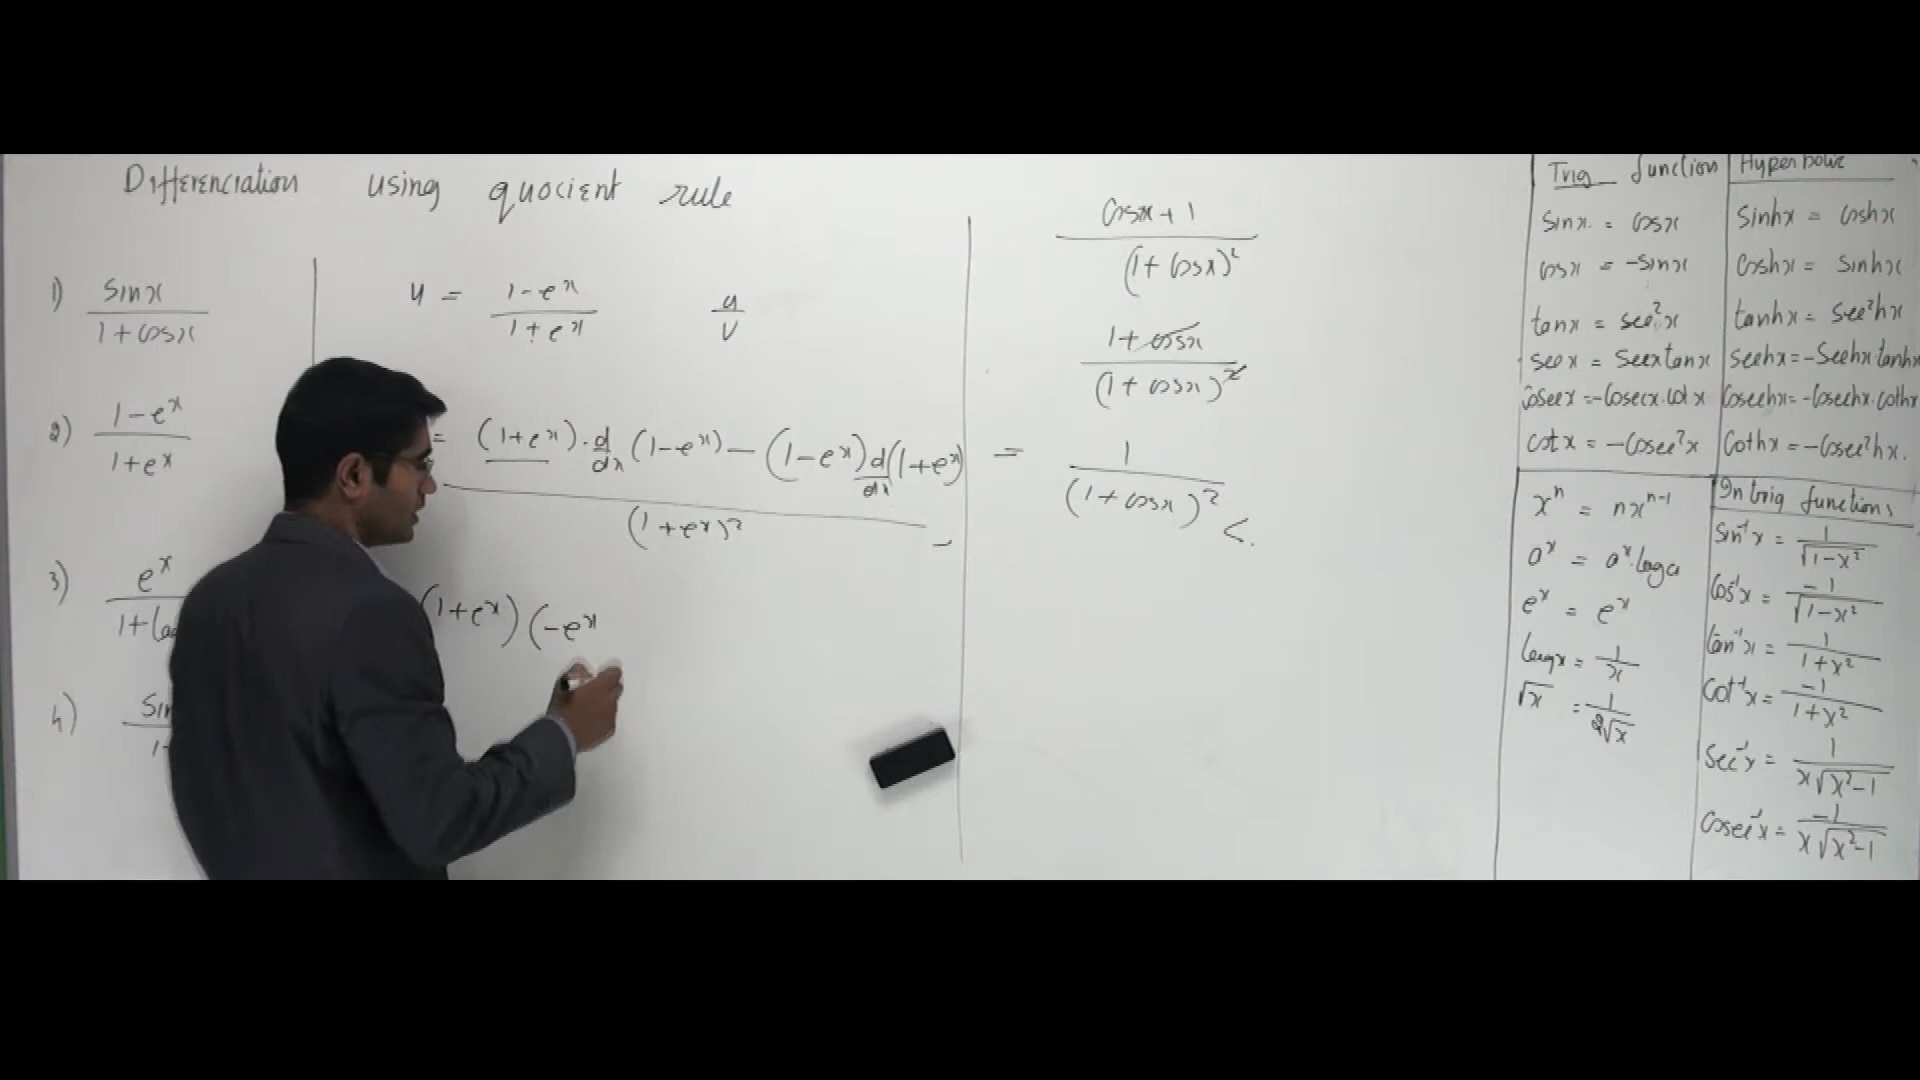 Differenciation using quocient rule
1) sinx / 1+cosx
2) 1-e^x / 1+e^x
3) e^x
4)
y = 1-e^x / 1+e^x
u / v
= (1+e^x).d/dx (1-e^x) - (1-e^x) d/dx (1+e^x)
(1+e^x)^2
(1+e^x) (-e^x
cosx+1
(1+cosx)^2
1+cosx
(1+cosx)^2
= 1
(1+cosx)^2
Trig function
sinx = cosx
cosx = -sinx
tanx = sec^2x
secx = secxtanx
cosecx = -cosecx.cotx
cotx = -cosec^2x
Hyperbolic
sinhx = coshx
coshx = sinhx
tanhx = sec^2hx
sechx = -sechx.tanhx
cosechx = -cosechx.cothx
cothx = -cosec^2hx.
x^n = nx^n-1
a^x = a^x.loga
e^x = e^x
logx = 1/x
√x = 1/2√x
In trig functions
sin^-1x = 1/√1-x^2
cos^-1x = -1/√1-x^2
tan^-1x = 1/1+x^2
cot^-1x = -1/1+x^2
sec^-1x = 1/x√x^2-1
cosec^-1x = -1/x√x^2-1